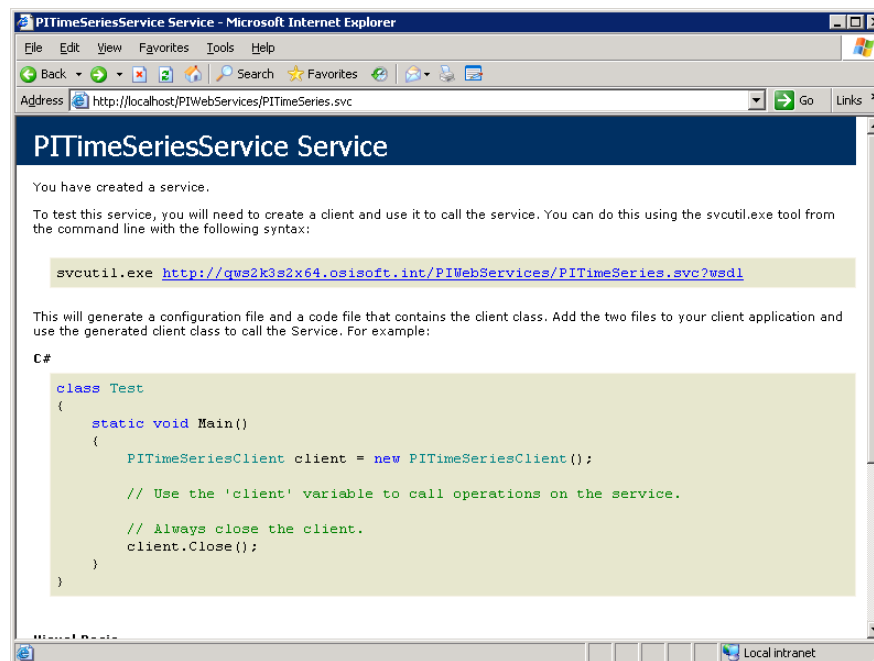 PITimeSeriesService Service - Microsoft Internet Explorer
File Edit View Favorites Tools Help
Back Search Favorites
Address http://localhost/PIWebServices/PITimeSeries.svc Go Links
PITimeSeriesService Service
You have created a service.
To test this service, you will need to create a client and use it to call the service. You can do this using the svcutil.exe tool from
the command line with the following syntax:
svcutil.exe http://qws2k3s2x64.osisoft.int/PIWebServices/PITimeSeries.svc?wsdl
This will generate a configuration file and a code file that contains the client class. Add the two files to your client application and
use the generated client class to call the Service. For example:
C#
class Test
{
static void Main()
{
PITimeSeriesClient client = new PITimeSeriesClient();
// Use the 'client' variable to call operations on the service.
// Always close the client.
client.Close();
}
}
Visual Basic
Local intranet